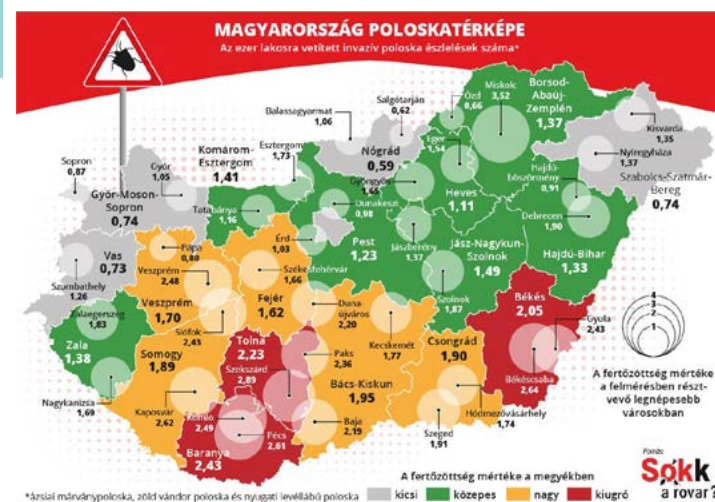 MAGYARORSZÁG POLOSKATÉRKÉPE
Az ezer lakosra vetített invazív poloska észlelések száma*
Sopron
0,87
Győr
1,05
Győr-Moson-
Sopron
0,74
Komárom-
Esztergom
1,41
Tatabánya
1,16
Esztergom
1,73
Balassagyarmat
1,06
Salgótarján
0,62
Nógrád
0,59
Ózd
0,66
Miskolc
3,52
Borsod-
Abaúj-
Zemplén
1,37
Kisvárda
1,35
Nyíregyháza
1,37
Szabolcs-Szatmár-
Bereg
0,74
Eger
1,54
Gyöngyös
1,65
Heves
1,11
Hajdú-
böszörmény
0,91
Debrecen
1,90
Hajdú-Bihar
1,33
Dunakeszi
0,98
Érd
1,03
Pest
1,23
Jászberény
1,37
Jász-Nagykun-
Szolnok
1,49
Szolnok
1,87
Vas
0,73
Szombathely
1,26
Pápa
0,80
Veszprém
2,48
Veszprém
1,70
Székesfehérvár
1,66
Fejér
1,62
Duna-
újváros
2,20
Siófok
2,43
Zalaegerszeg
1,83
Zala
1,38
Nagykanizsa
1,69
Somogy
1,89
Kaposvár
2,62
Tolna
2,23
Szekszárd
2,89
Paks
2,36
Kecskemét
1,77
Bács-Kiskun
1,95
Baja
2,19
Komló
2,49
Pécs
2,61
Baranya
2,43
Csongrád
1,90
Szeged
1,91
Hódmezővásárhely
1,74
Békés
2,05
Gyula
2,43
Békéscsaba
2,64
4
3
2
1
A fertőzöttség mértéke
a felmérésben részt-
vevő legnépesebb
városokban
A fertőzöttség mértéke a megyékben
kicsi
közepes
nagy
kiugró
*ázsiai márványpoloska, zöld vándor poloska és nyugati levéllábú poloska
Forrás:
Sokk
a rovar?